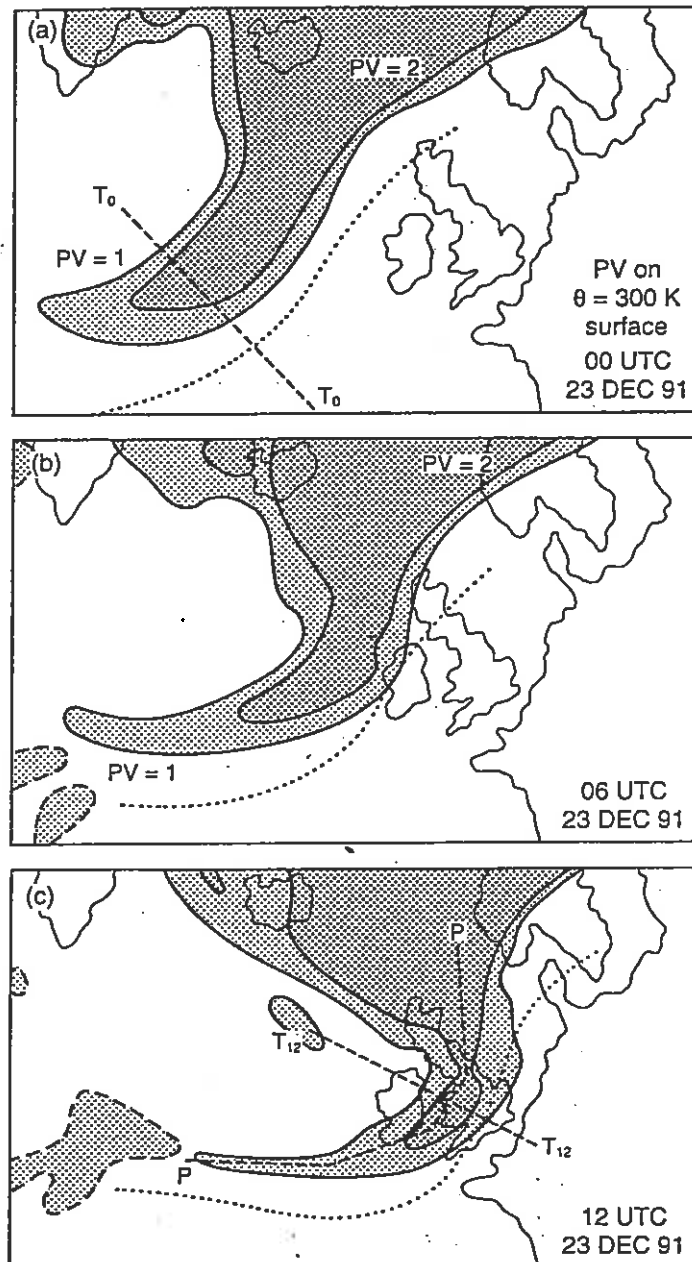 (a)
PV = 2
T₀
PV = 1
T₀
PV on
θ = 300 K
surface
00 UTC
23 DEC 91
(b)
PV = 2
PV = 1
06 UTC
23 DEC 91
(c)
P
T₁₂
P
T₁₂
12 UTC
23 DEC 91